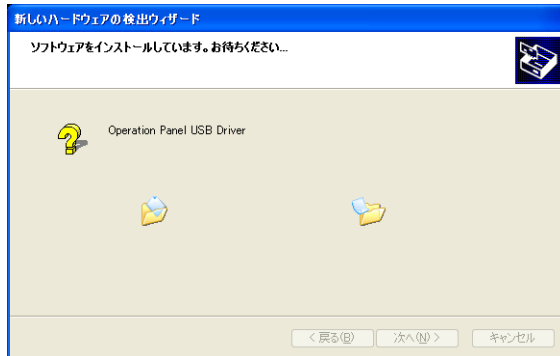 新しいハードウェアの検出ウィザード
ソフトウェアをインストールしています。お待ちください...
Operation Panel USB Driver
< 戻る(B)
次へ(N) >
キャンセル